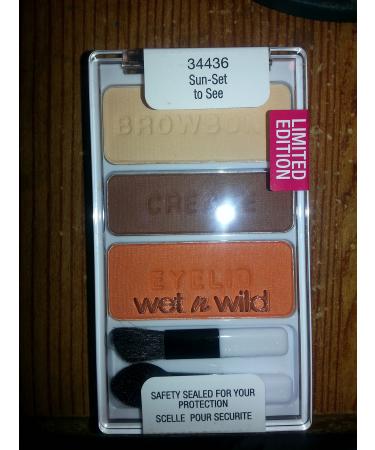 34436
Sun-Set
to See
BROWBONE
LIMITED
EDITION
CREASE
EYELID
wet n wild
SAFETY SEALED FOR YOUR
PROTECTION
SCELLE POUR SECURITE